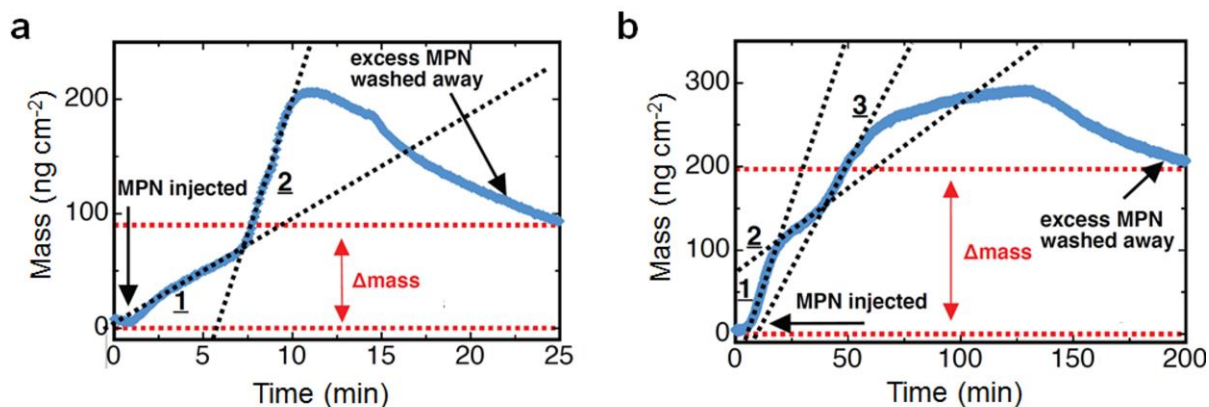 a
200
100
0
Mass (ng cm-2)
MPN injected
excess MPN
washed away
1
2
Δmass
0
5
10
15
20
25
Time (min)
b
300
200
100
0
Mass (ng cm-2)
1
2
3
MPN injected
Δmass
excess MPN
washed away
0
50
100
150
200
Time (min)